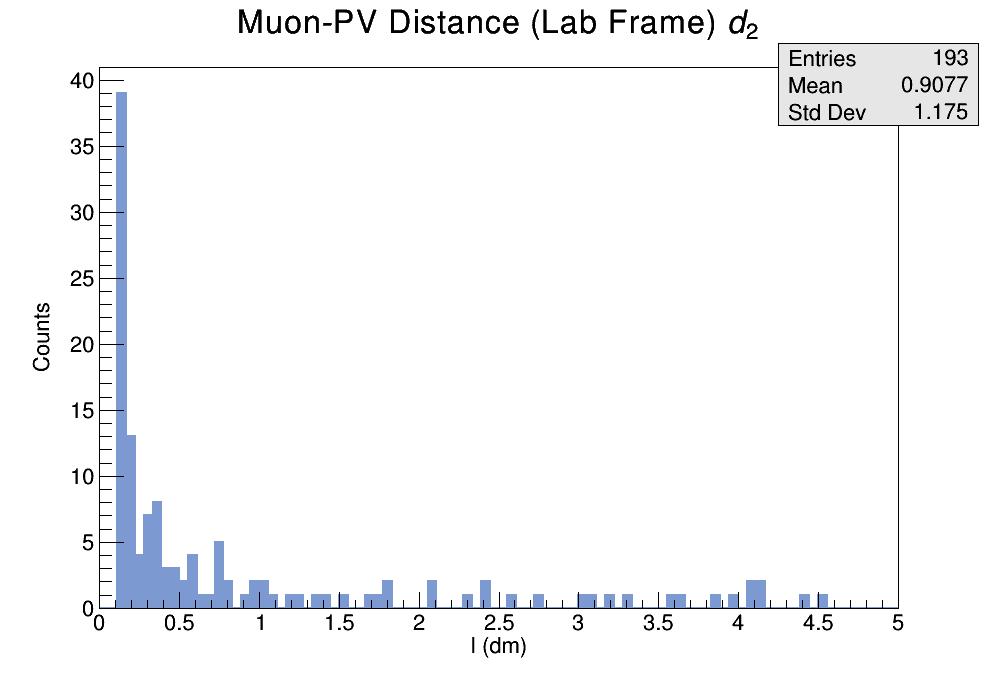 Muon-PV Distance (Lab Frame) d₂
Entries 193
Mean 0.9077
Std Dev 1.175
Counts
40
35
30
25
20
15
10
5
0
0 0.5 1 1.5 2 2.5 3 3.5 4 4.5 5
l (dm)